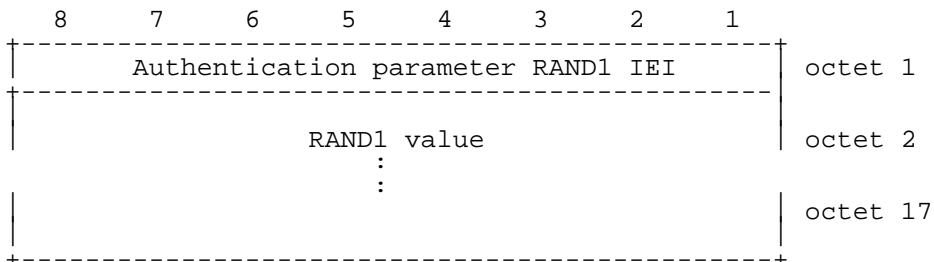 8 7 6 5 4 3 2 1
Authentication parameter RAND1 IEI octet 1
RAND1 value octet 2
:
:
octet 17